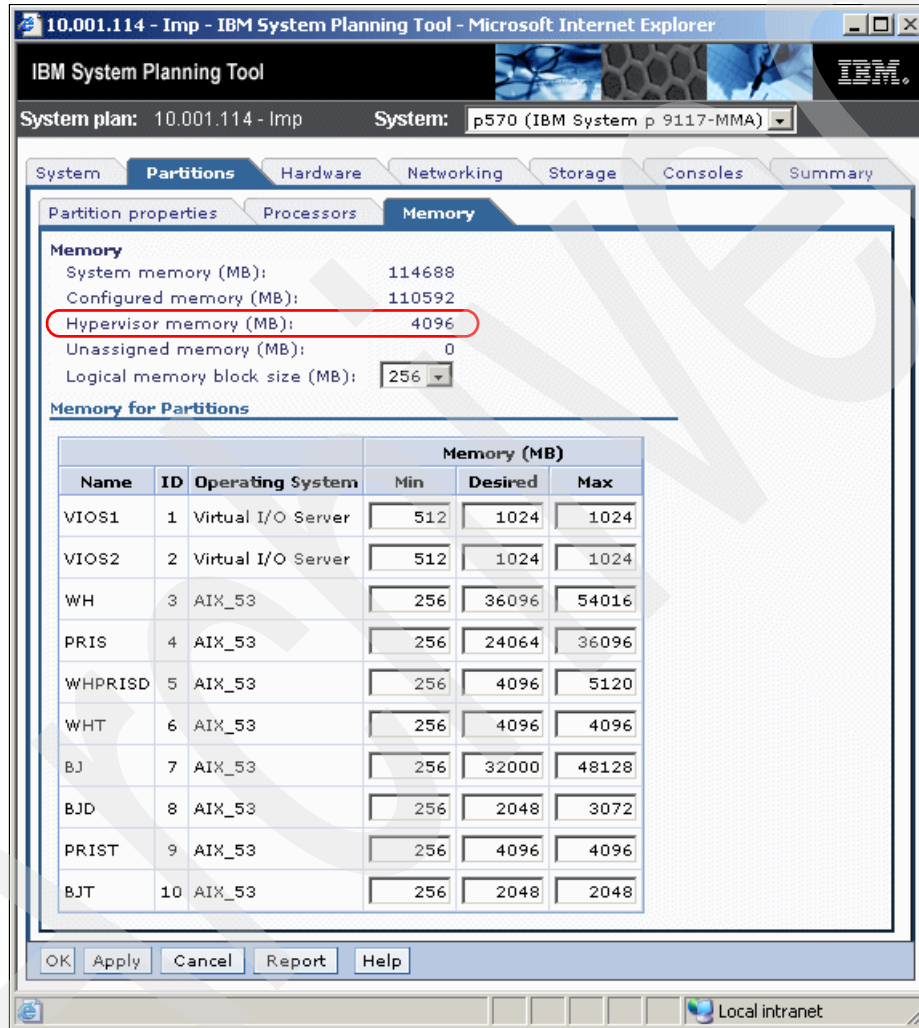 10.001.114 - Imp - IBM System Planning Tool - Microsoft Internet Explorer
IBM System Planning Tool IBM.
System plan: 10.001.114 - Imp System: p570 (IBM System p 9117-MMA)
System Partitions Hardware Networking Storage Consoles Summary
Partition properties Processors Memory
Memory
System memory (MB): 114688
Configured memory (MB): 110592
Hypervisor memory (MB): 4096
Unassigned memory (MB): 0
Logical memory block size (MB): 256
Memory for Partitions
Memory (MB)
Name ID Operating System Min Desired Max
VIOS1 1 Virtual I/O Server 512 1024 1024
VIOS2 2 Virtual I/O Server 512 1024 1024
WH 3 AIX_53 256 36096 54016
PRIS 4 AIX_53 256 24064 36096
WHPRISD 5 AIX_53 256 4096 5120
WHT 6 AIX_53 256 4096 4096
BJ 7 AIX_53 256 32000 48128
BJD 8 AIX_53 256 2048 3072
PRIST 9 AIX_53 256 4096 4096
BJT 10 AIX_53 256 2048 2048
OK Apply Cancel Report Help
Local intranet